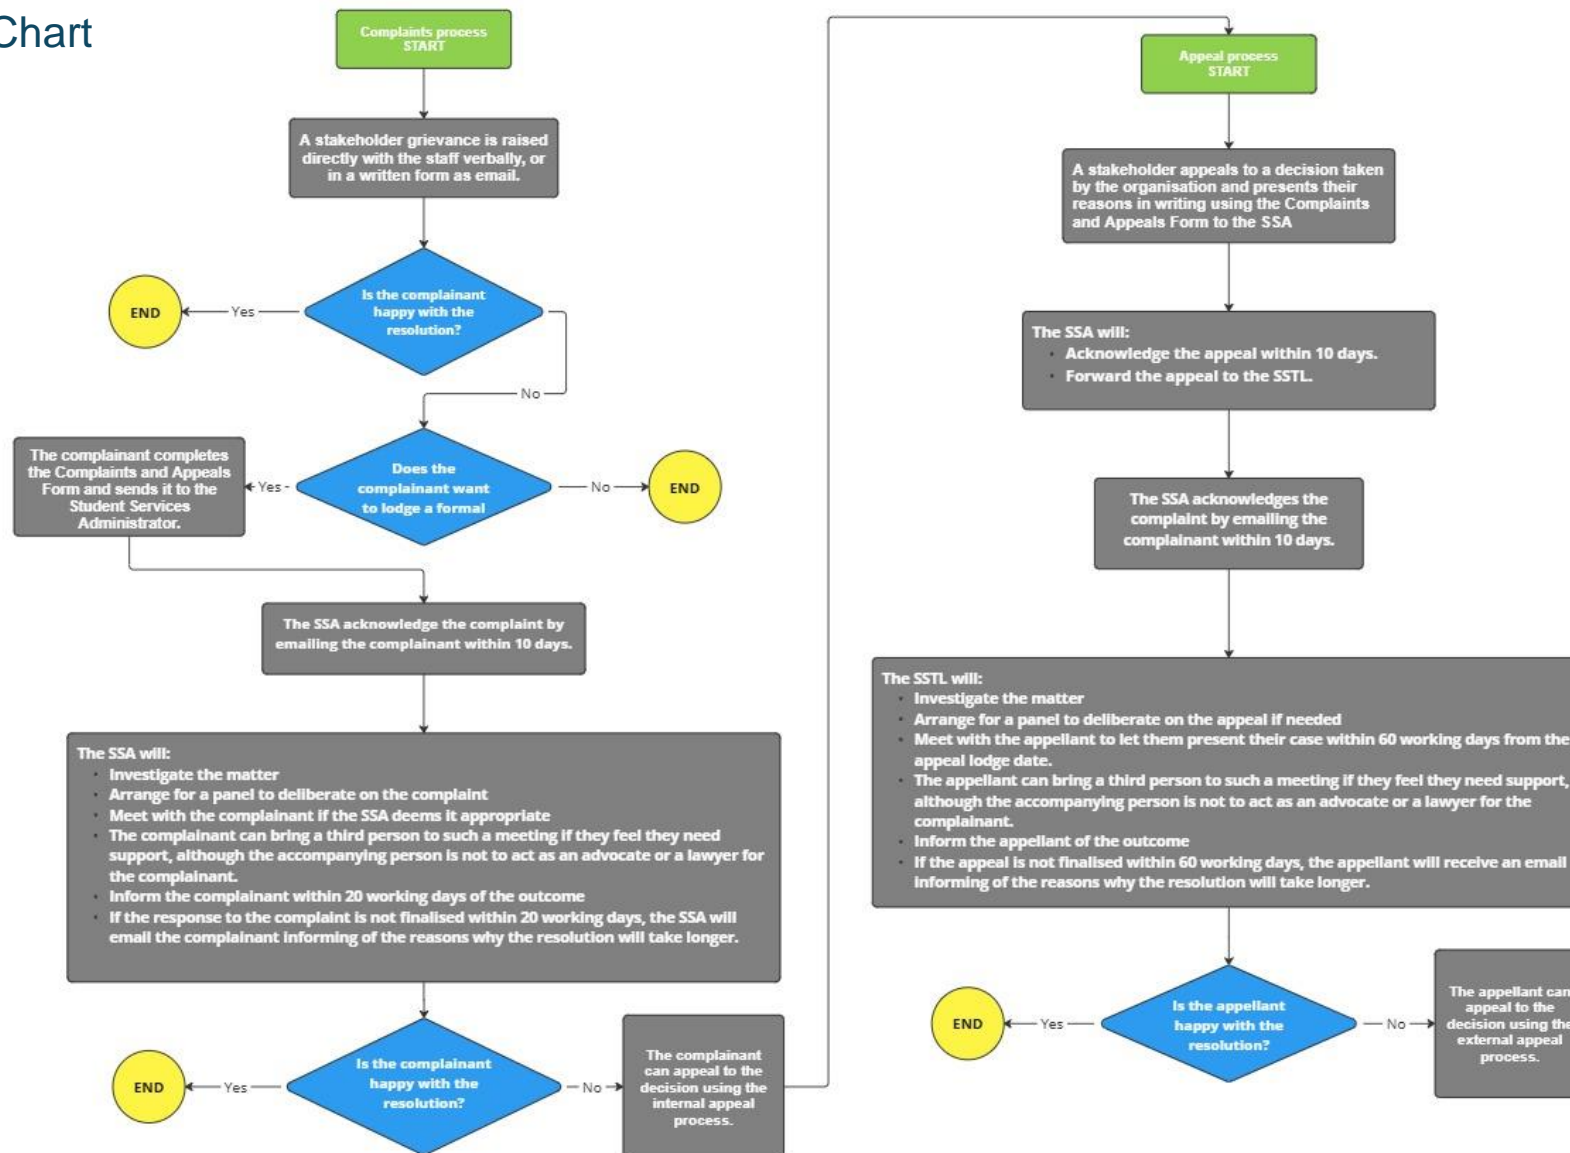 Chart
Complaints process
START
A stakeholder grievance is raised
directly with the staff verbally, or
in a written form as email.
Is the complainant
happy with the
resolution?
Yes
END
No
Does the
complainant want
to lodge a formal
No
END
Yes
The complainant completes
the Complaints and Appeals
Form and sends it to the
Student Services
Administrator.
The SSA acknowledge the complaint by
emailing the complainant within 10 days.
The SSA will:
Investigate the matter
Arrange for a panel to deliberate on the complaint
Meet with the complainant if the SSA deems it appropriate
The complainant can bring a third person to such a meeting if they feel they need
support, although the accompanying person is not to act as an advocate or a lawyer for
the complainant.
Inform the complainant within 20 working days of the outcome
If the response to the complaint is not finalised within 20 working days, the SSA will
email the complainant informing of the reasons why the resolution will take longer.
Is the complainant
happy with the
resolution?
Yes
END
No
The complainant
can appeal to the
decision using the
internal appeal
process.
Appeal process
START
A stakeholder appeals to a decision taken
by the organisation and presents their
reasons in writing using the Complaints
and Appeals Form to the SSA
The SSA will:
Acknowledge the appeal within 10 days.
Forward the appeal to the SSTL.
The SSA acknowledges the
complaint by emailing the
complainant within 10 days.
The SSTL will:
Investigate the matter
Arrange for a panel to deliberate on the appeal if needed
Meet with the appellant to let them present their case within 60 working days from the
appeal lodge date.
The appellant can bring a third person to such a meeting if they feel they need support,
although the accompanying person is not to act as an advocate or a lawyer for the
complainant.
Inform the appellant of the outcome
If the appeal is not finalised within 60 working days, the appellant will receive an email
informing of the reasons why the resolution will take longer.
Is the appellant
happy with the
resolution?
Yes
END
No
The appellant can
appeal to the
decision using the
external appeal
process.